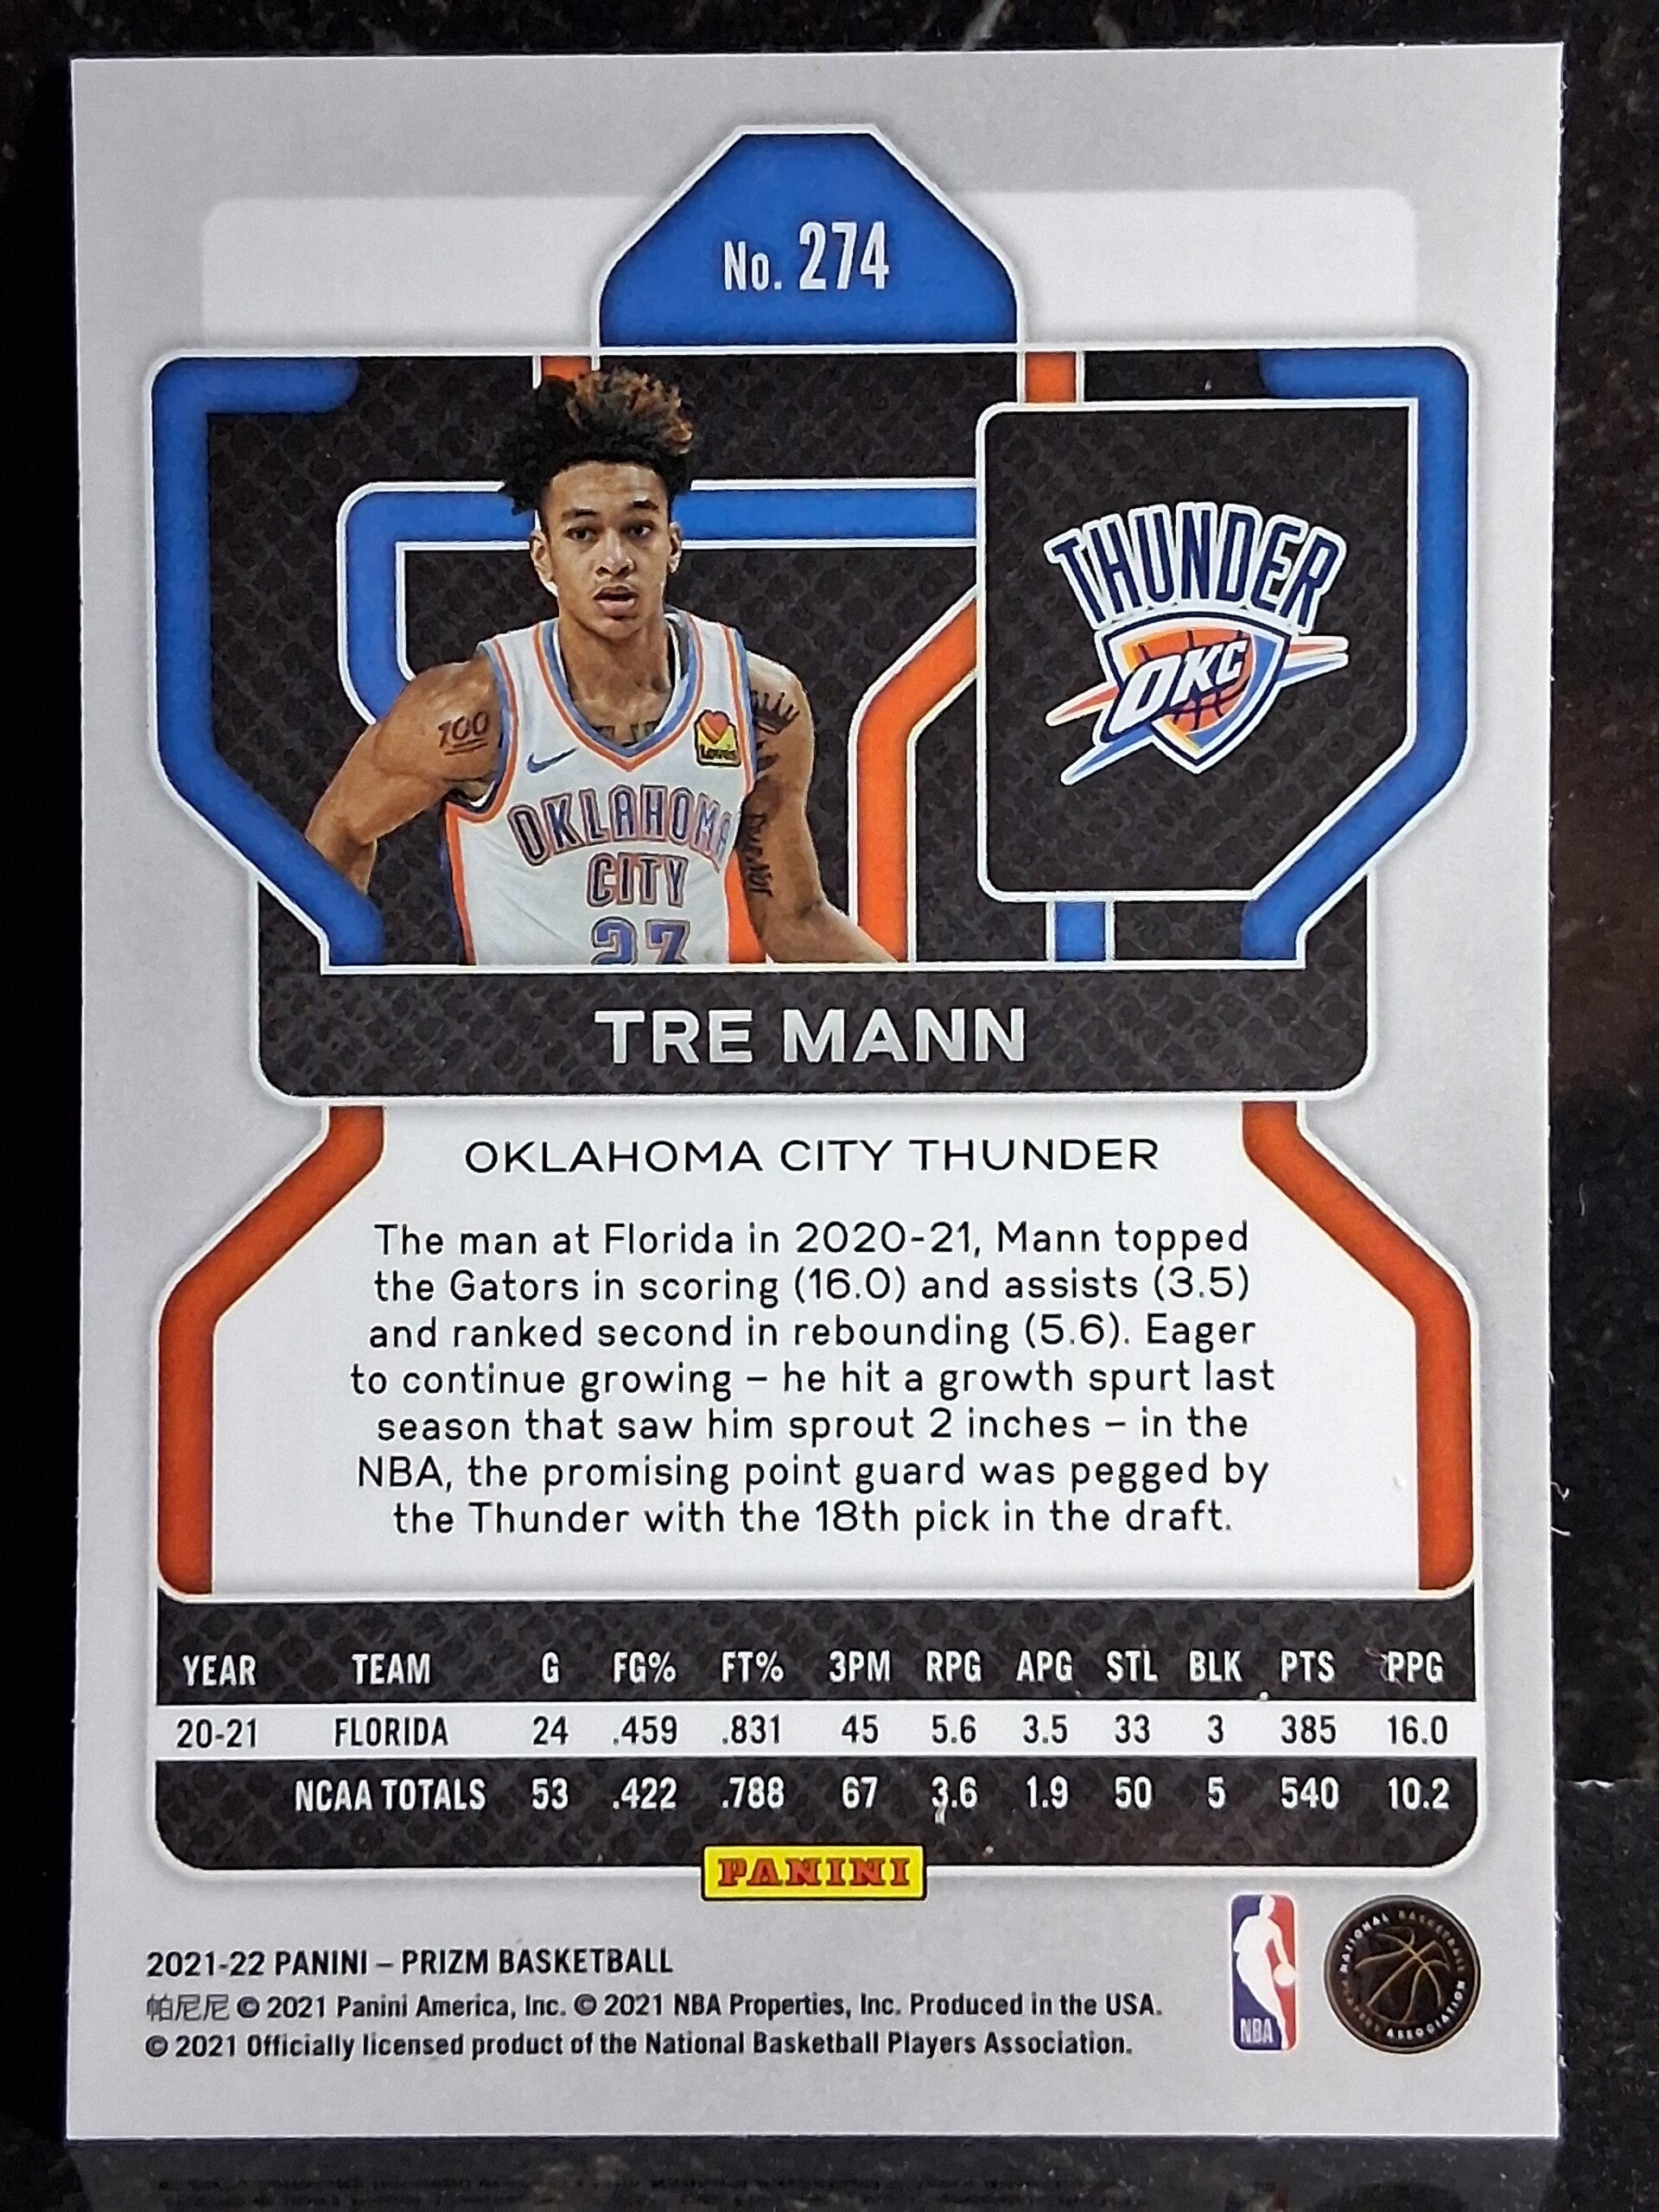 No. 274
THUNDER
OKC
100
Love's
OKLAHOMA
CITY
23
TRE MANN
OKLAHOMA CITY THUNDER
The man at Florida in 2020-21, Mann topped
the Gators in scoring (16.0) and assists (3.5)
and ranked second in rebounding (5.6). Eager
to continue growing – he hit a growth spurt last
season that saw him sprout 2 inches – in the
NBA, the promising point guard was pegged by
the Thunder with the 18th pick in the draft.
YEAR TEAM G FG% FT% 3PM RPG APG STL BLK PTS PPG
20-21 FLORIDA 24 .459 .831 45 5.6 3.5 33 3 385 16.0
NCAA TOTALS 53 .422 .788 67 3.6 1.9 50 5 540 10.2
PANINI
2021-22 PANINI – PRIZM BASKETBALL
帕尼尼 © 2021 Panini America, Inc. © 2021 NBA Properties, Inc. Produced in the USA.
© 2021 Officially licensed product of the National Basketball Players Association.
NBA
NATIONAL BASKETBALL PLAYERS ASSOCIATION